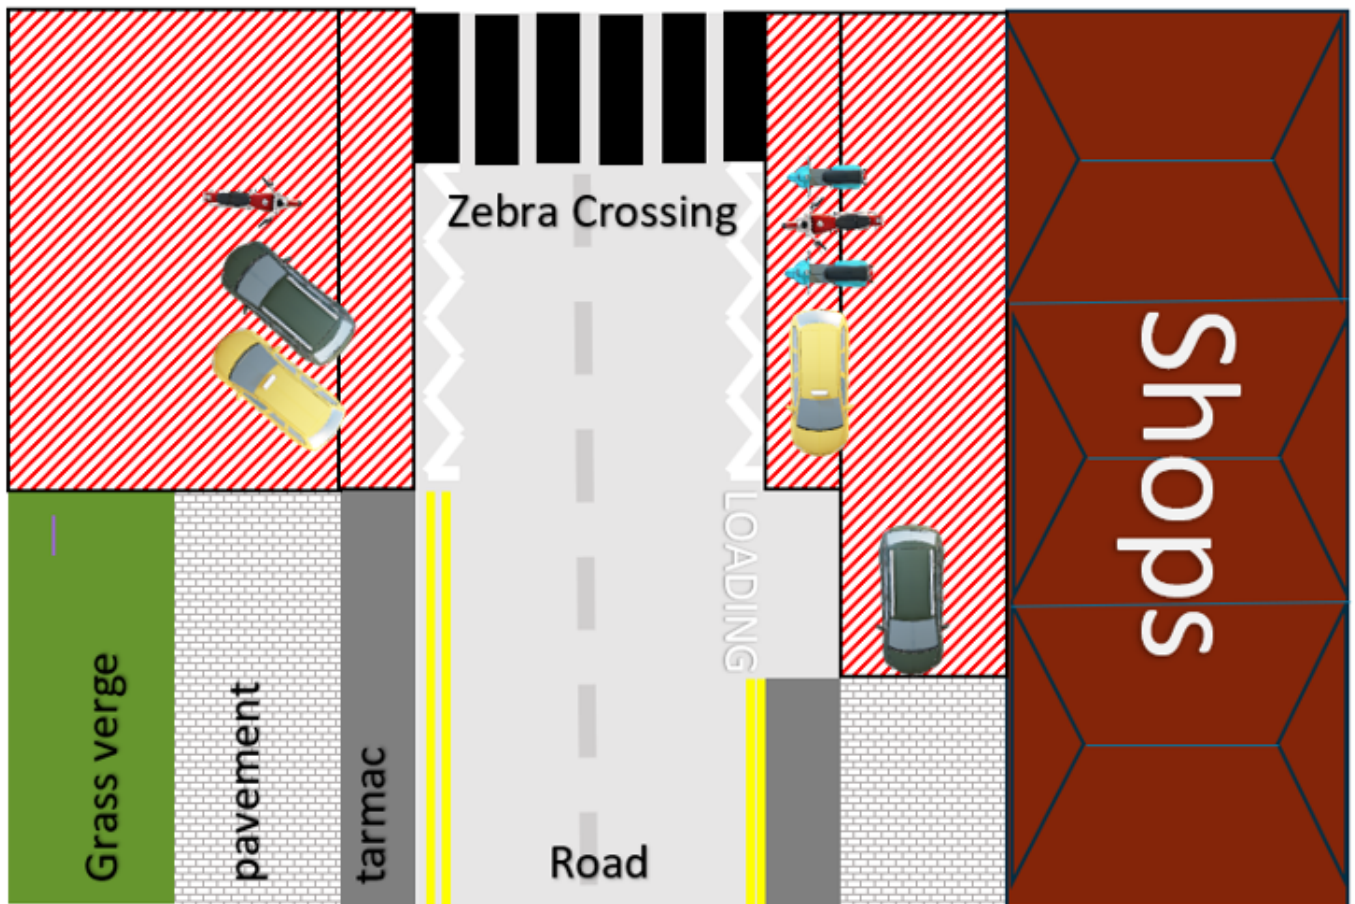 Zebra Crossing
Shops
LOADING
Grass verge
pavement
tarmac
Road